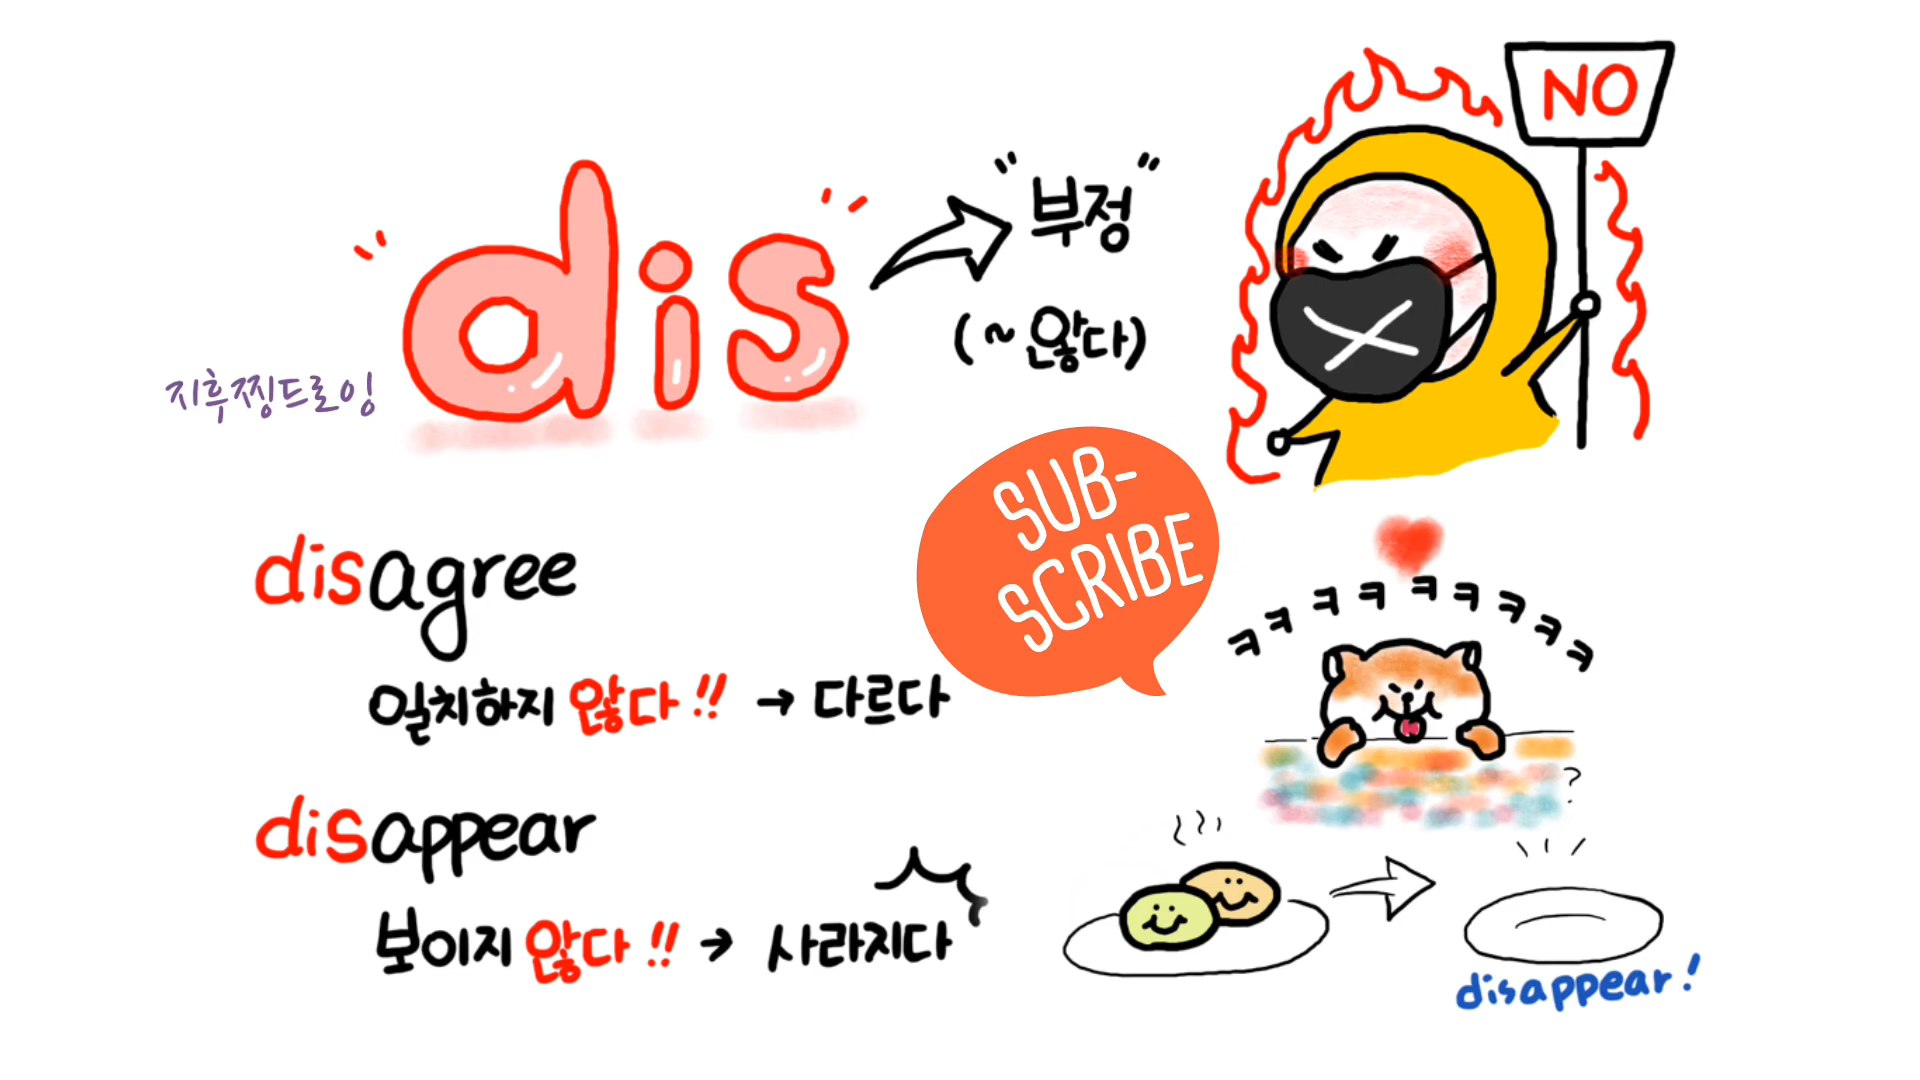 NO
"dis"
"부정"
(~않다)
지후찡드로잉
SUB-
SCRIBE
disagree
일치하지 않다!! → 다르다
ㅋㅋㅋㅋㅋㅋㅋㅋㅋ
disappear
보이지 않다!! → 사라지다
?
disappear!